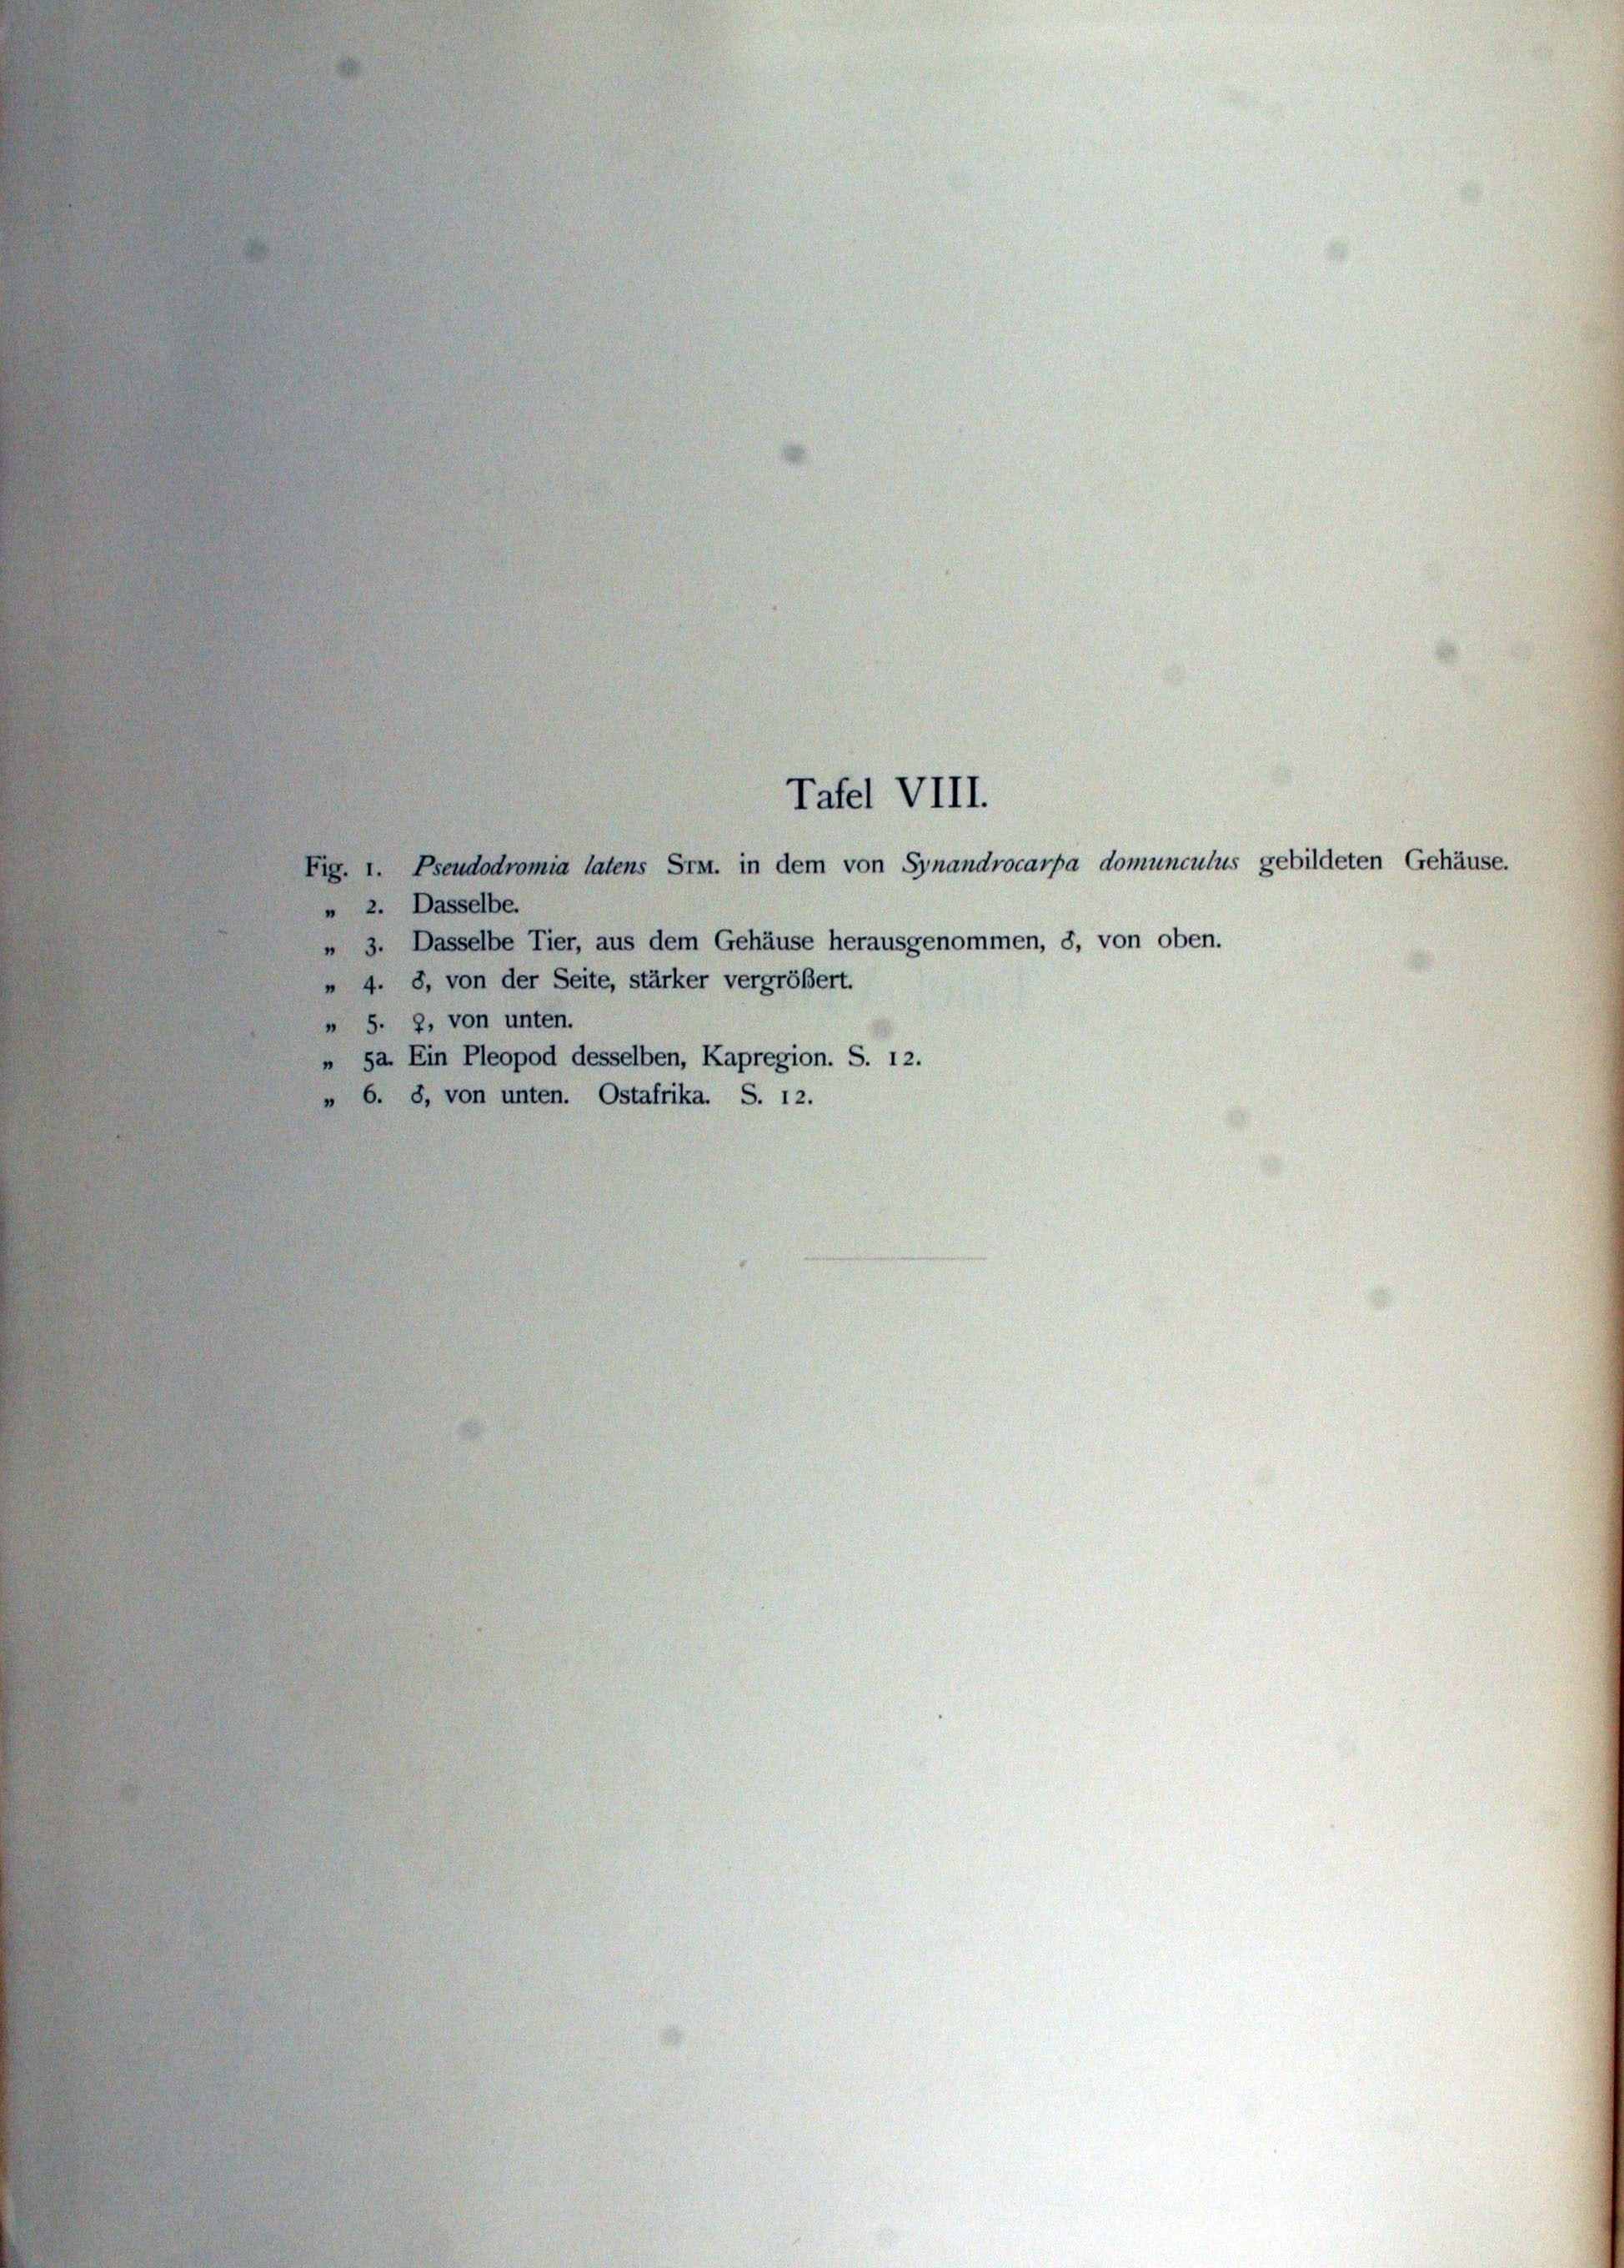 Tafel VIII.
Fig. 1. Pseudodromia latens STM. in dem von Synandrocarpa domunculus gebildeten Gehäuse.
„ 2. Dasselbe.
„ 3. Dasselbe Tier, aus dem Gehäuse herausgenommen, ♂, von oben.
„ 4. ♂, von der Seite, stärker vergrößert.
„ 5. ♀, von unten.
„ 5a. Ein Pleopod desselben, Kapregion. S. 12.
„ 6. ♂, von unten. Ostafrika. S. 12.